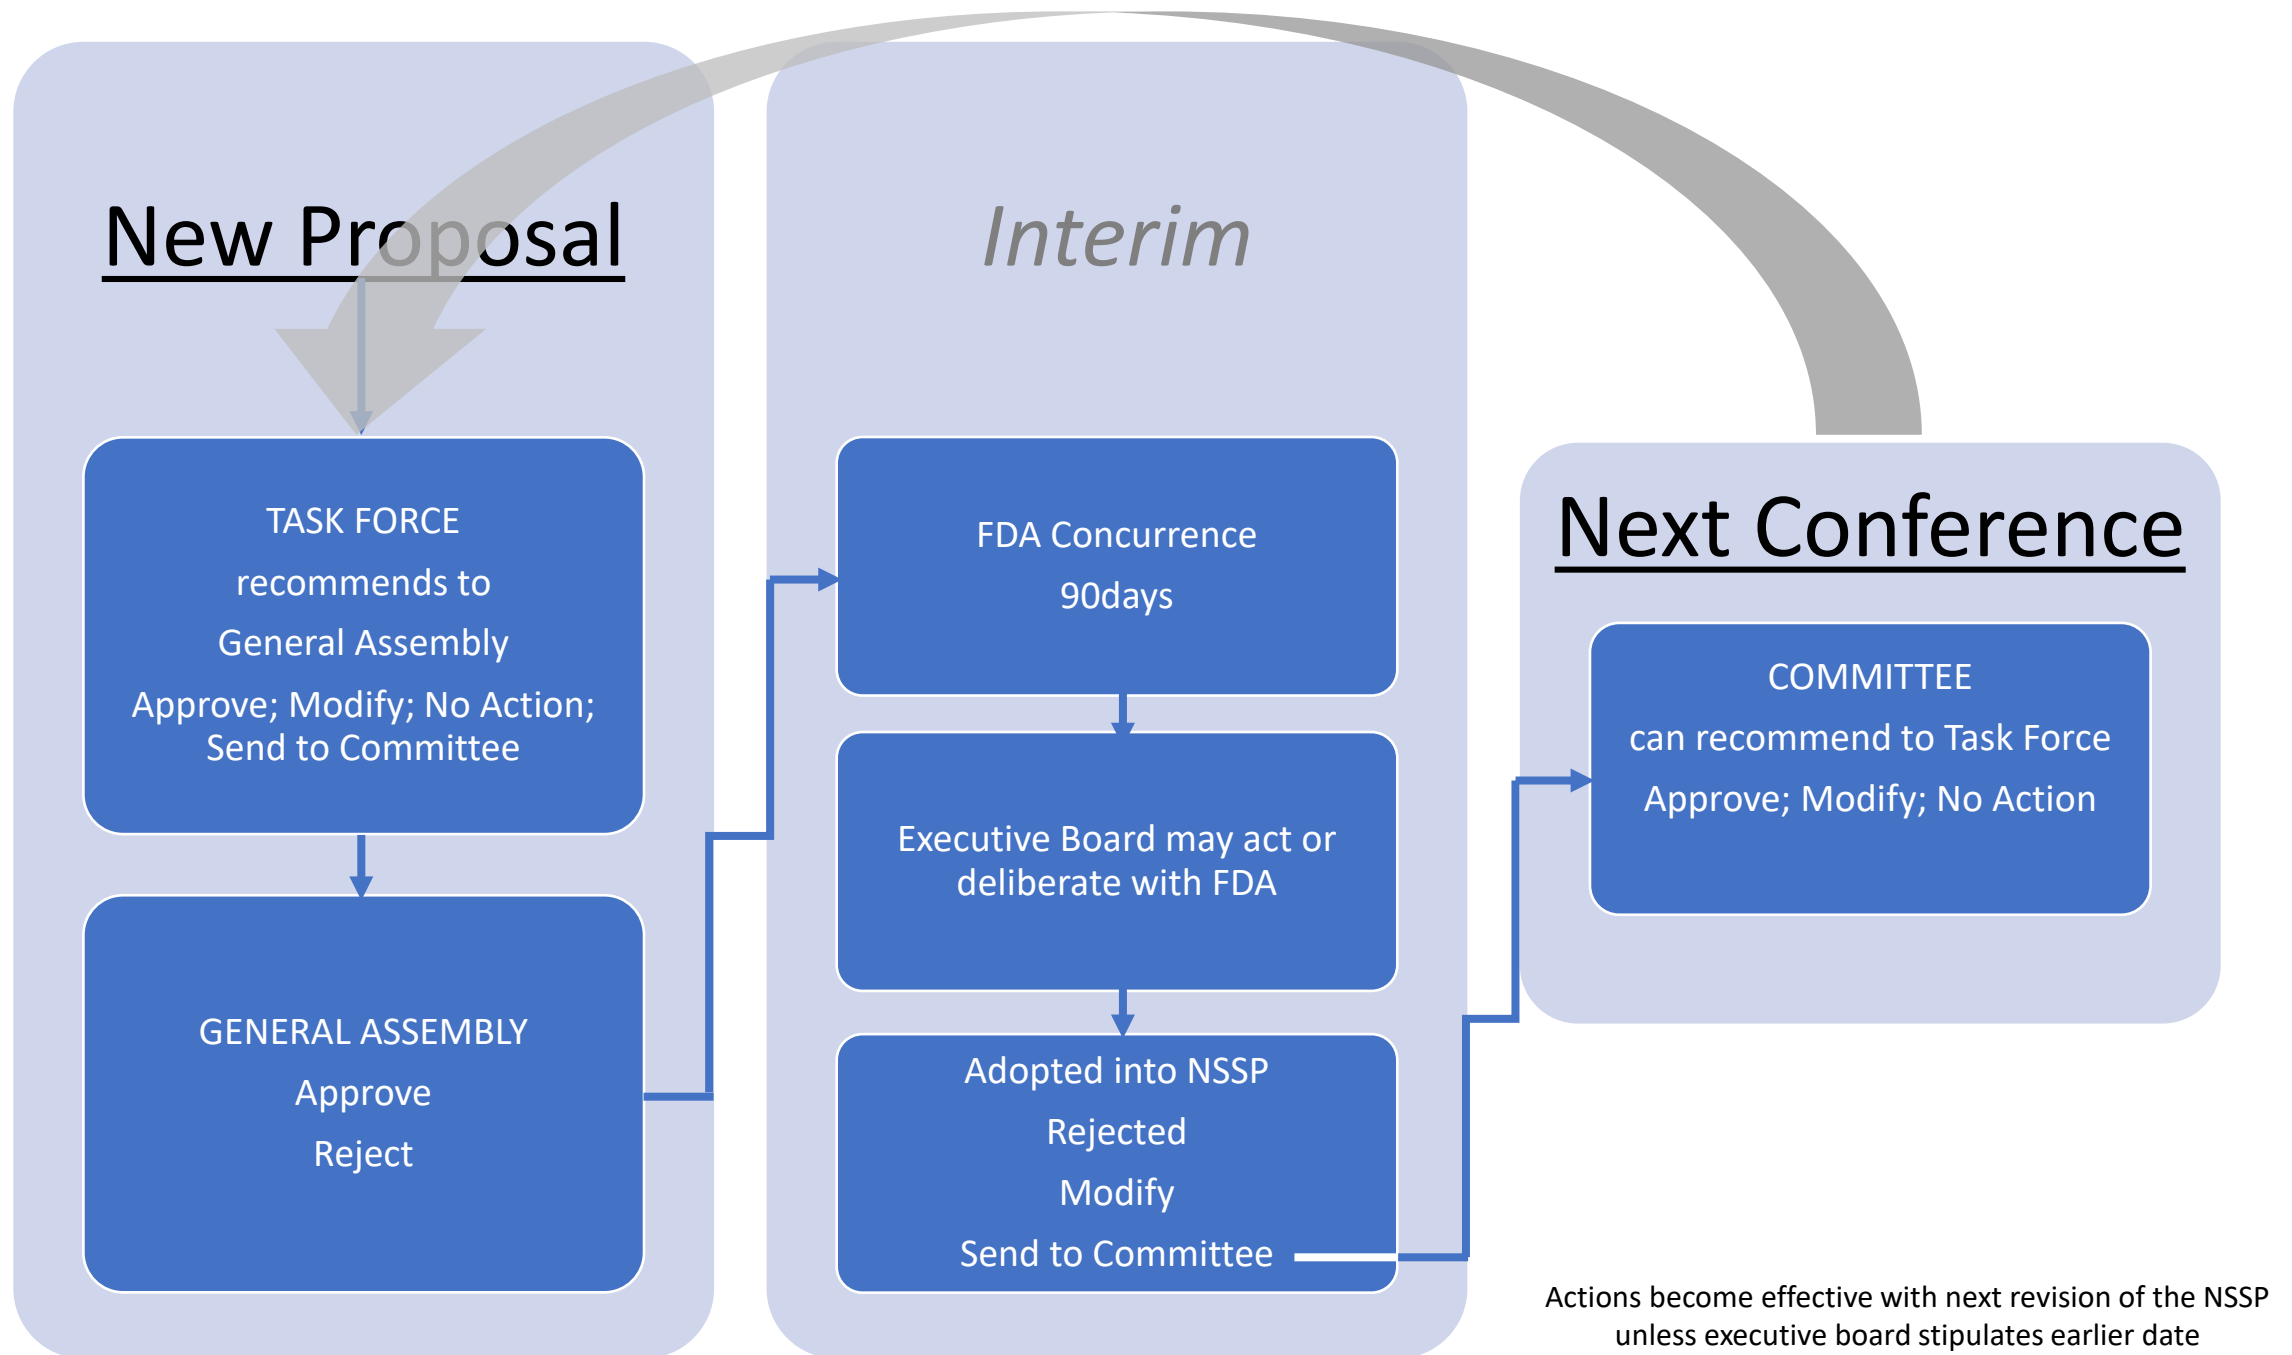 New Proposal
TASK FORCE
recommends to
General Assembly
Approve; Modify; No Action;
Send to Committee
GENERAL ASSEMBLY
Approve
Reject
Interim
FDA Concurrence
90days
Executive Board may act or
deliberate with FDA
Adopted into NSSP
Rejected
Modify
Send to Committee
Next Conference
COMMITTEE
can recommend to Task Force
Approve; Modify; No Action
Actions become effective with next revision of the NSSP
unless executive board stipulates earlier date